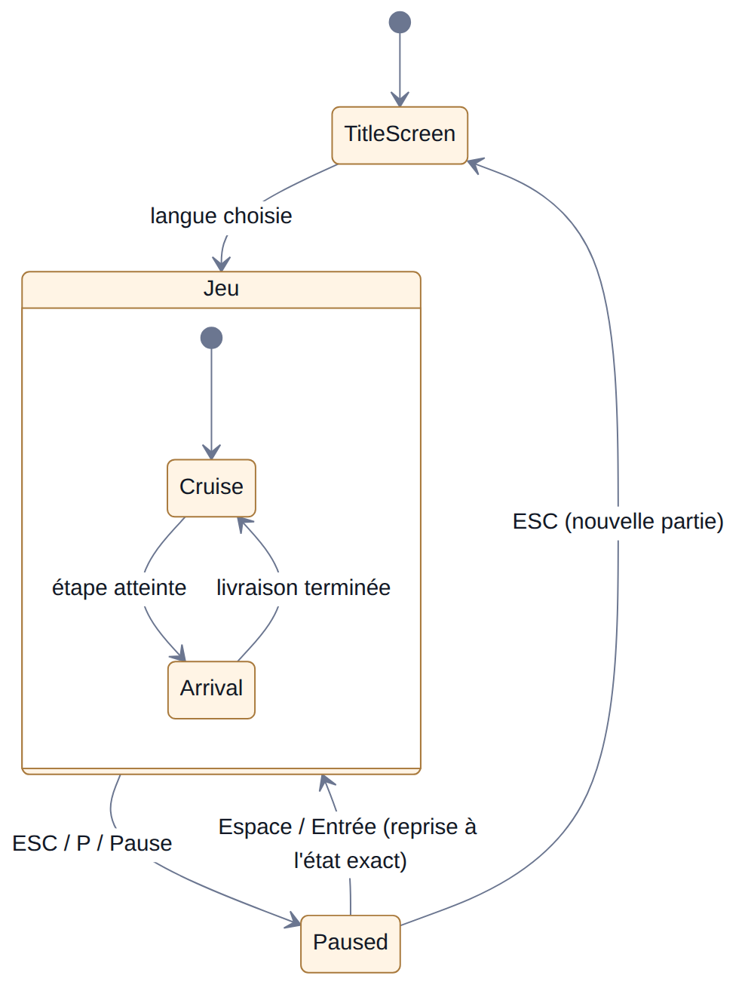 TitleScreen
langue choisie
Jeu
Cruise
ESC (nouvelle partie)
étape atteinte
livraison terminée
Arrival
Espace / Entrée (reprise à
l'état exact)
ESC / P / Pause
Paused